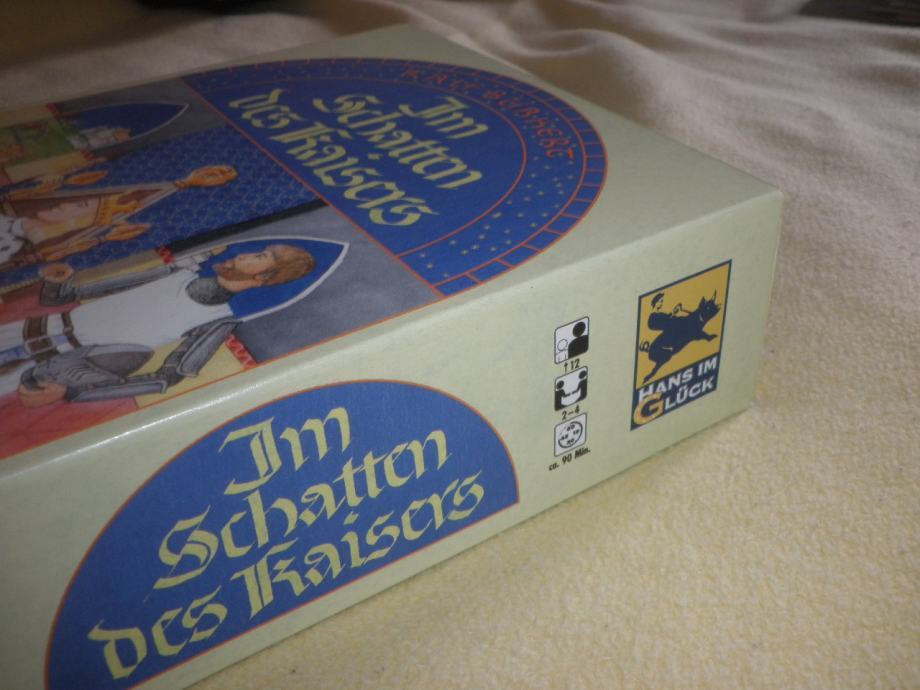 Im
Schatten
des Kaisers
Im
Schatten
des Kaisers
↑12
2-4
ca. 90 Min.
HANS IM
GLÜCK